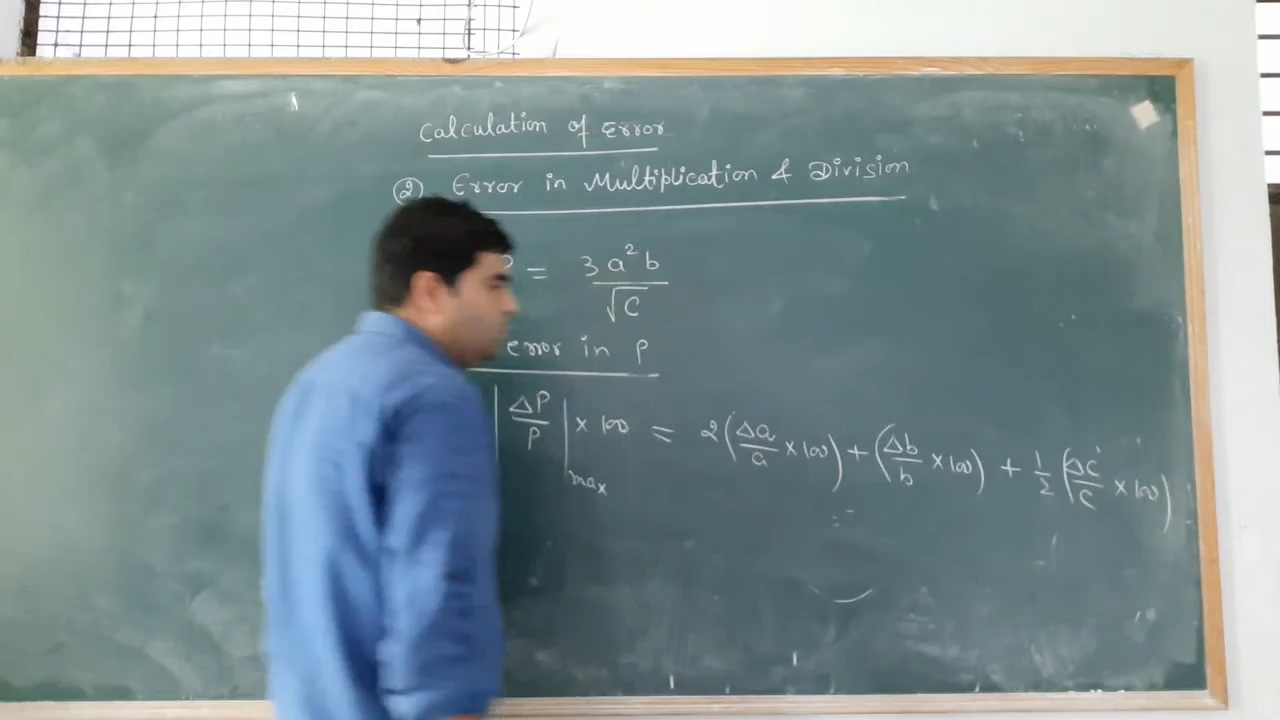 Calculation of Error
② Error in Multiplication & Division
= 3a²b / √c
error in P
|ΔP/P|max × 100 = 2(Δa/a × 100) + (Δb/b × 100) + 1/2 (Δc/c × 100)